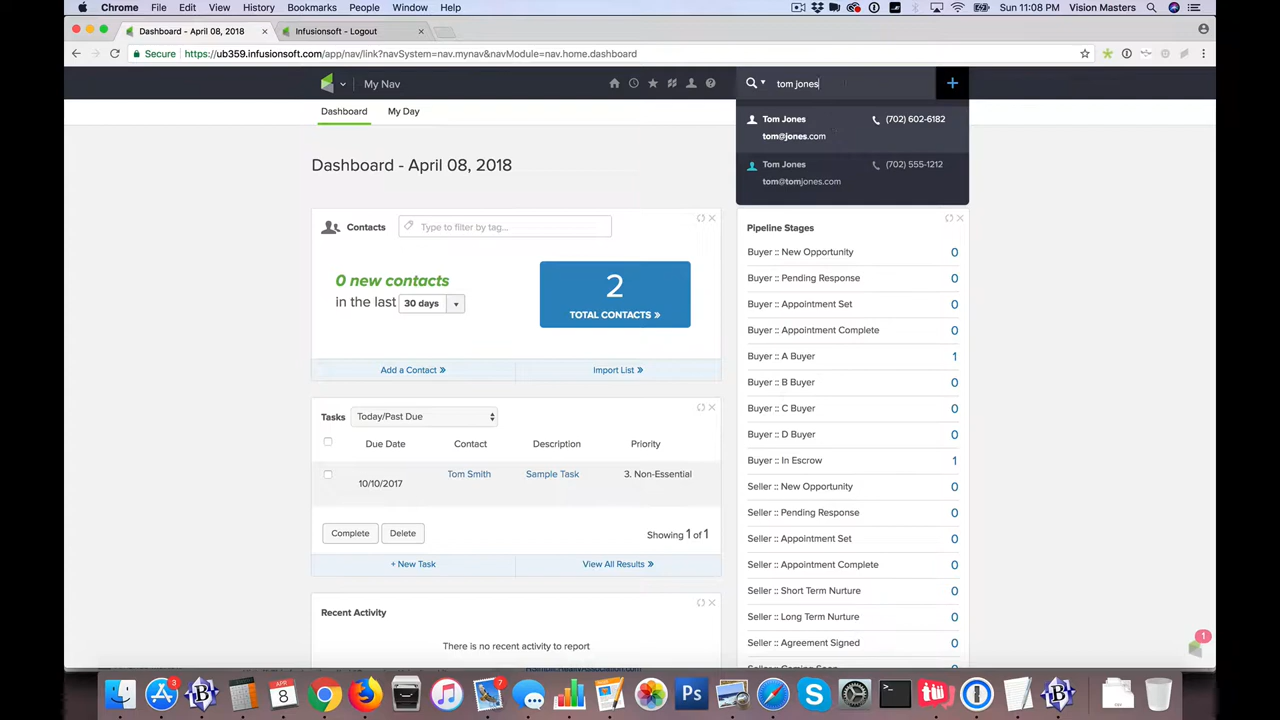 Chrome File Edit View History Bookmarks People Window Help
Sun 11:08 PM Vision Masters
Dashboard - April 08, 2018
Infusionsoft - Logout
Secure https://ub359.infusionsoft.com/app/nav/link?navSystem=nav.mynav&navModule=nav.home.dashboard
My Nav
tom jones
Dashboard My Day
Tom Jones (702) 602-6182
tom@jones.com
Tom Jones (702) 555-1212
tom@tomjones.com
Dashboard - April 08, 2018
Contacts Type to filter by tag...
0 new contacts
in the last 30 days
2
TOTAL CONTACTS »
Add a Contact » Import List »
Tasks Today/Past Due
Due Date Contact Description Priority
10/10/2017 Tom Smith Sample Task 3. Non-Essential
Complete Delete Showing 1 of 1
+ New Task View All Results »
Recent Activity
There is no recent activity to report
Pipeline Stages
Buyer :: New Opportunity 0
Buyer :: Pending Response 0
Buyer :: Appointment Set 0
Buyer :: Appointment Complete 0
Buyer :: A Buyer 1
Buyer :: B Buyer 0
Buyer :: C Buyer 0
Buyer :: D Buyer 0
Buyer :: In Escrow 1
Seller :: New Opportunity 0
Seller :: Pending Response 0
Seller :: Appointment Set 0
Seller :: Appointment Complete 0
Seller :: Short Term Nurture 0
Seller :: Long Term Nurture 0
Seller :: Agreement Signed 0
1
3
APR
8
7
Ps